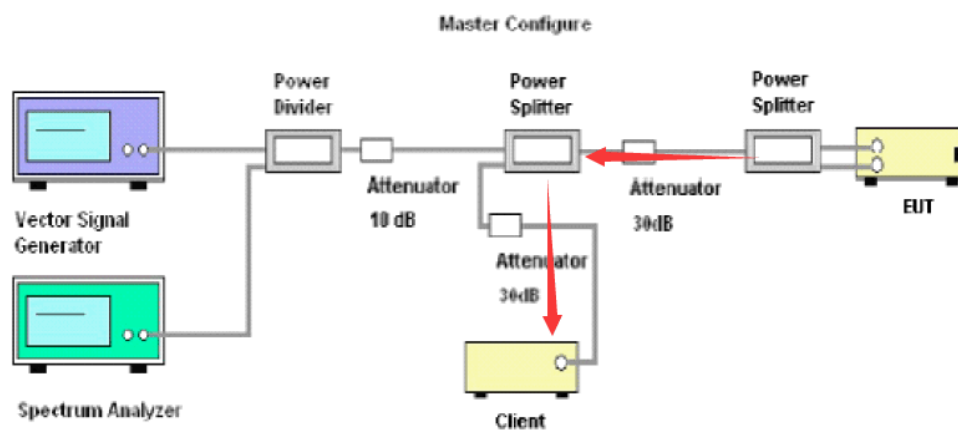 Master Configure
Power
Divider
Power
Splitter
Power
Splitter
Attenuator
10 dB
Attenuator
30dB
EUT
Vector Signal
Generator
Attenuator
30dB
Spectrum Analyzer
Client